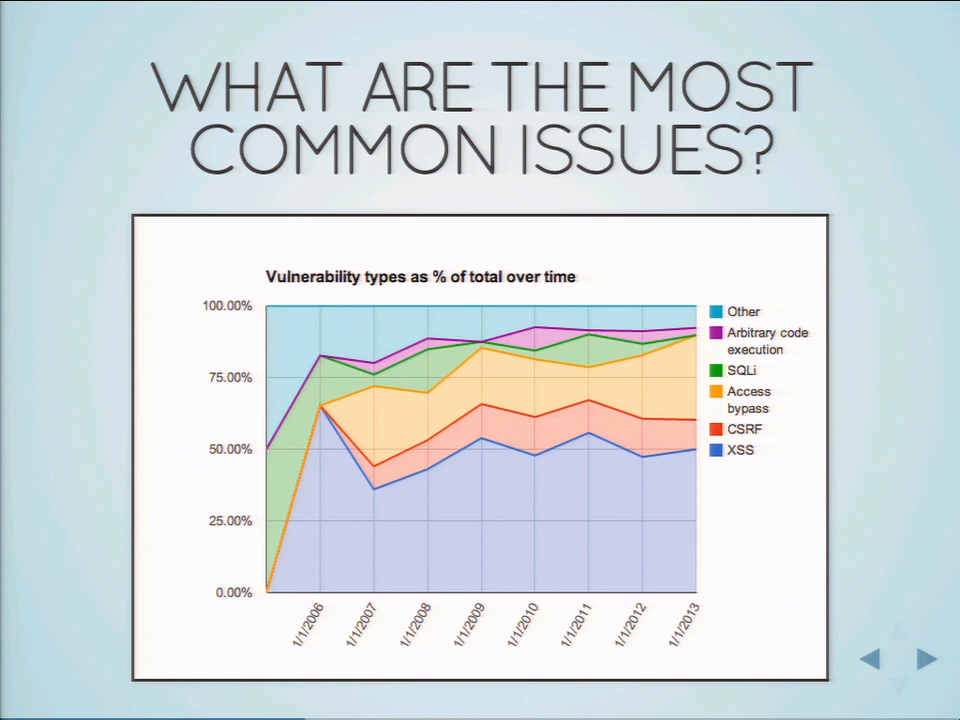 WHAT ARE THE MOST
COMMON ISSUES?
Vulnerability types as % of total over time
100.00%
75.00%
50.00%
25.00%
0.00%
1/1/2006
1/1/2007
1/1/2008
1/1/2009
1/1/2010
1/1/2011
1/1/2012
1/1/2013
Other
Arbitrary code
execution
SQLi
Access
bypass
CSRF
XSS